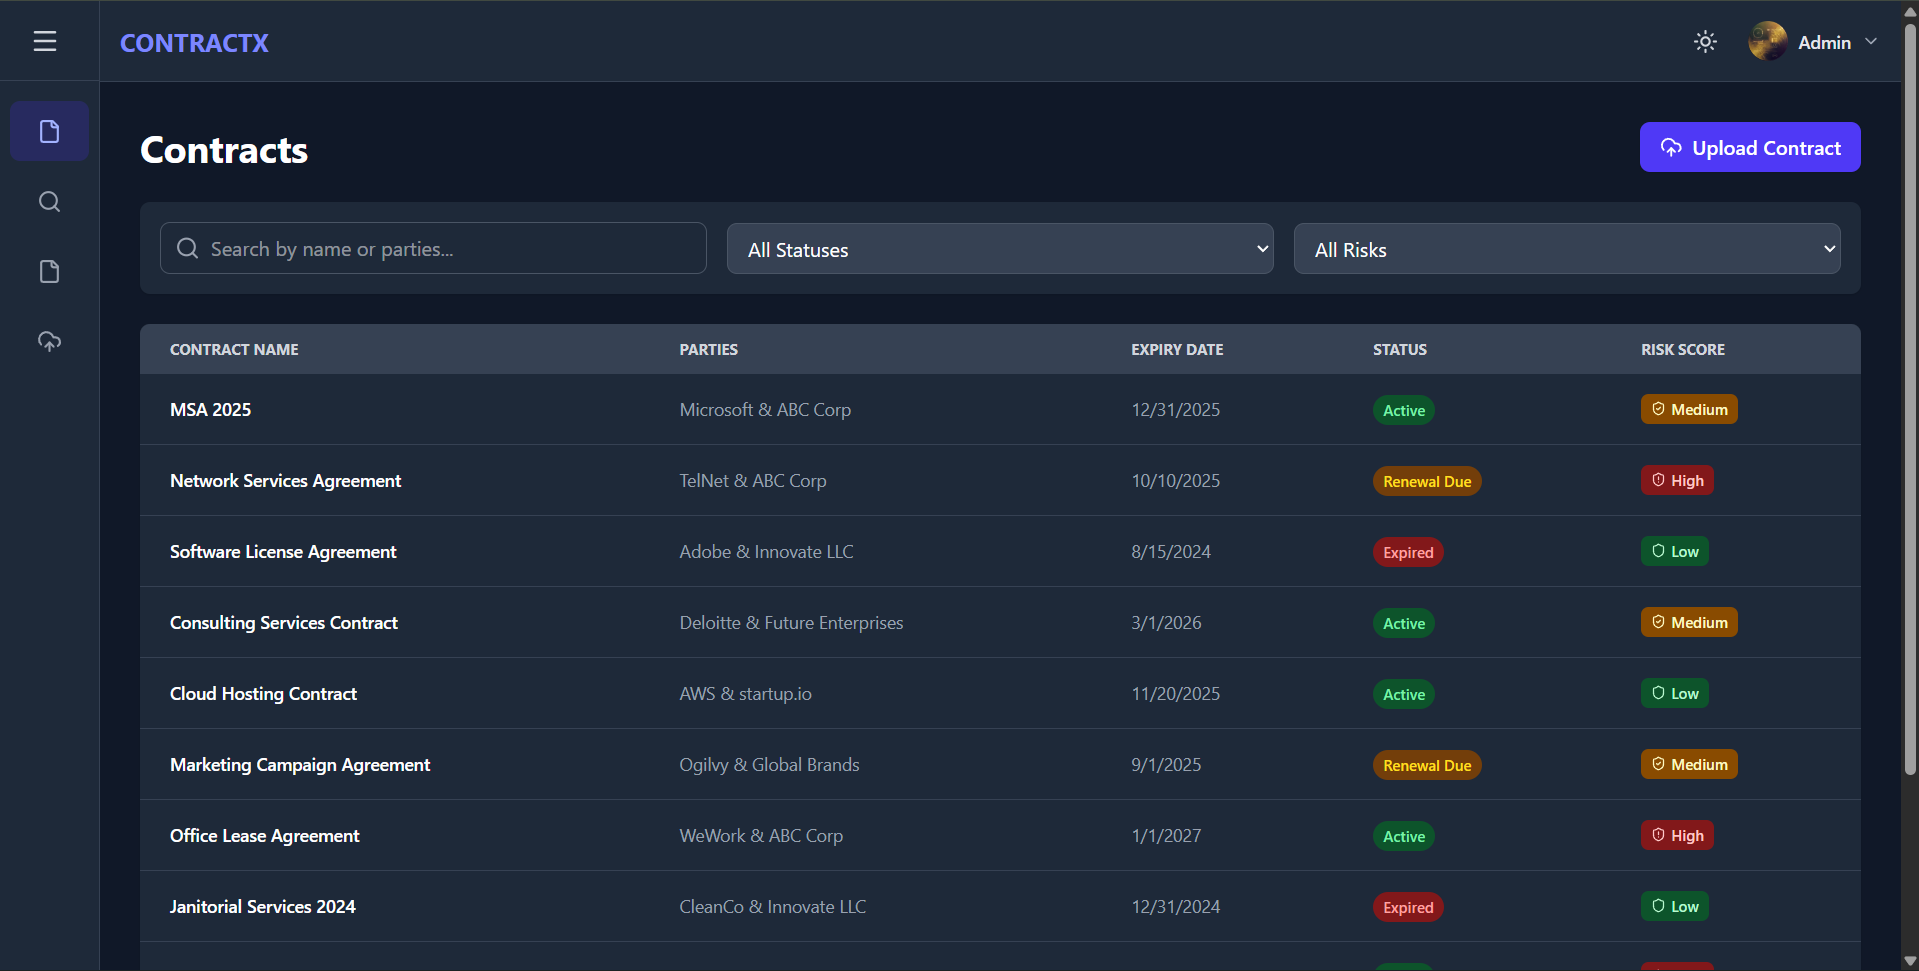 CONTRACTX
Admin
Contracts
Upload Contract
Search by name or parties...
All Statuses
All Risks
CONTRACT NAME PARTIES EXPIRY DATE STATUS RISK SCORE
MSA 2025 Microsoft & ABC Corp 12/31/2025 Active Medium
Network Services Agreement TelNet & ABC Corp 10/10/2025 Renewal Due High
Software License Agreement Adobe & Innovate LLC 8/15/2024 Expired Low
Consulting Services Contract Deloitte & Future Enterprises 3/1/2026 Active Medium
Cloud Hosting Contract AWS & startup.io 11/20/2025 Active Low
Marketing Campaign Agreement Ogilvy & Global Brands 9/1/2025 Renewal Due Medium
Office Lease Agreement WeWork & ABC Corp 1/1/2027 Active High
Janitorial Services 2024 CleanCo & Innovate LLC 12/31/2024 Expired Low